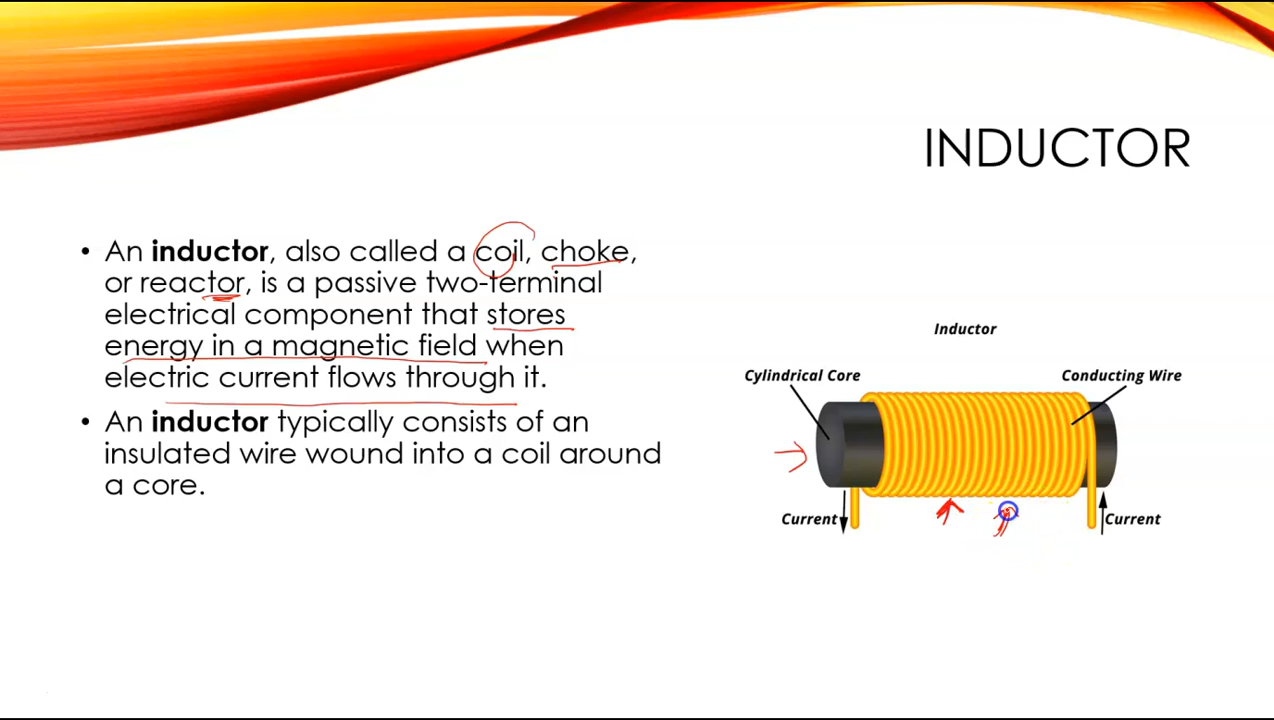 INDUCTOR
• An inductor, also called a coil, choke,
or reactor, is a passive two-terminal
electrical component that stores
energy in a magnetic field when
electric current flows through it.
• An inductor typically consists of an
insulated wire wound into a coil around
a core.
Inductor
Cylindrical Core
Conducting Wire
Current
Current